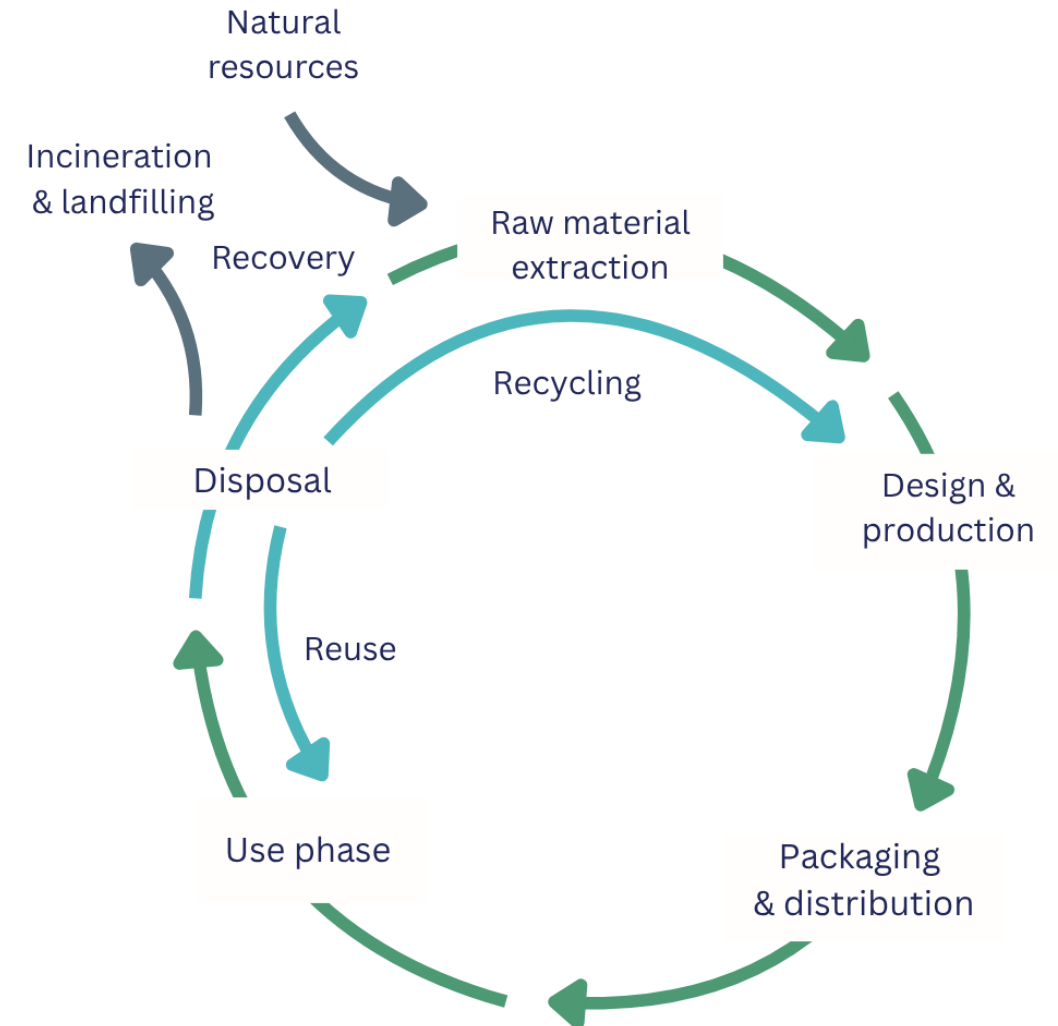 Natural
resources
Incineration
& landfilling
Recovery
Raw material
extraction
Recycling
Disposal
Design &
production
Reuse
Use phase
Packaging
& distribution